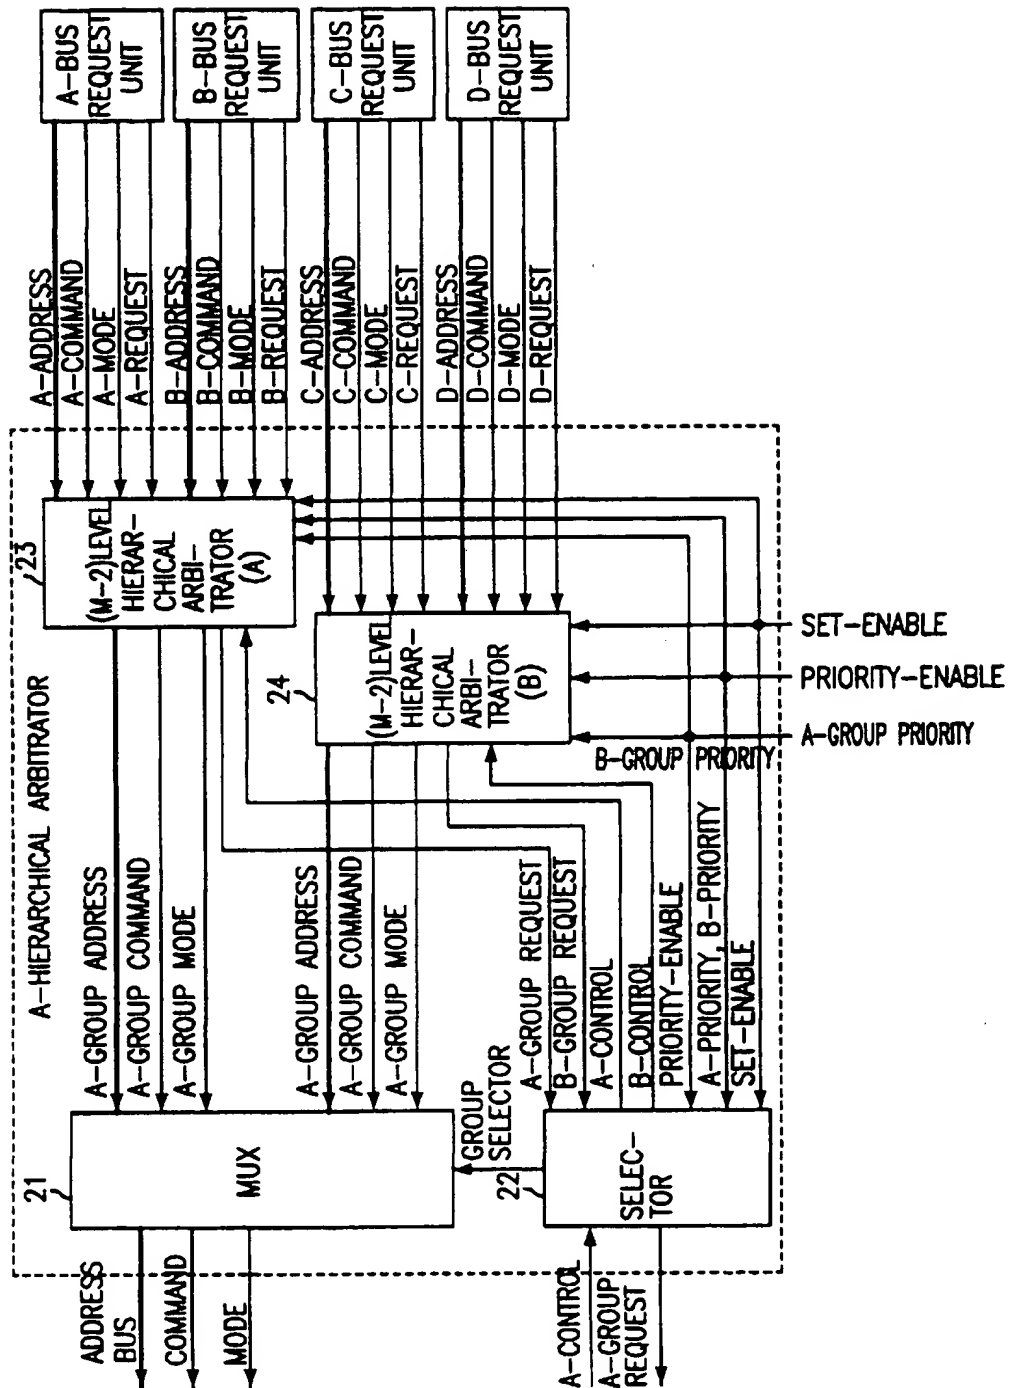 A-BUS
REQUEST
UNIT
B-BUS
REQUEST
UNIT
C-BUS
REQUEST
UNIT
D-BUS
REQUEST
UNIT
A-ADDRESS
A-COMMAND
A-MODE
A-REQUEST
B-ADDRESS
B-COMMAND
B-MODE
B-REQUEST
C-ADDRESS
C-COMMAND
C-MODE
C-REQUEST
D-ADDRESS
D-COMMAND
D-MODE
D-REQUEST
A-HIERARCHICAL ARBITRATOR
23
(M-2)LEVEL
HIERAR-
CHICAL
ARBI-
TRATOR
(A)
24
(M-2)LEVEL
HIERAR-
CHICAL
ARBI-
TRATOR
(B)
SET-ENABLE
PRIORITY-ENABLE
A-GROUP PRIORITY
B-GROUP PRIORITY
A-GROUP ADDRESS
A-GROUP COMMAND
A-GROUP MODE
A-GROUP ADDRESS
A-GROUP COMMAND
A-GROUP MODE
A-GROUP REQUEST
B-GROUP REQUEST
A-CONTROL
B-CONTROL
PRIORITY-ENABLE
A-PRIORITY, B-PRIORITY
SET-ENABLE
21
MUX
GROUP
SELECTOR
22
SELEC-
TOR
ADDRESS
BUS
COMMAND
MODE
A-CONTROL
A-GROUP
REQUEST